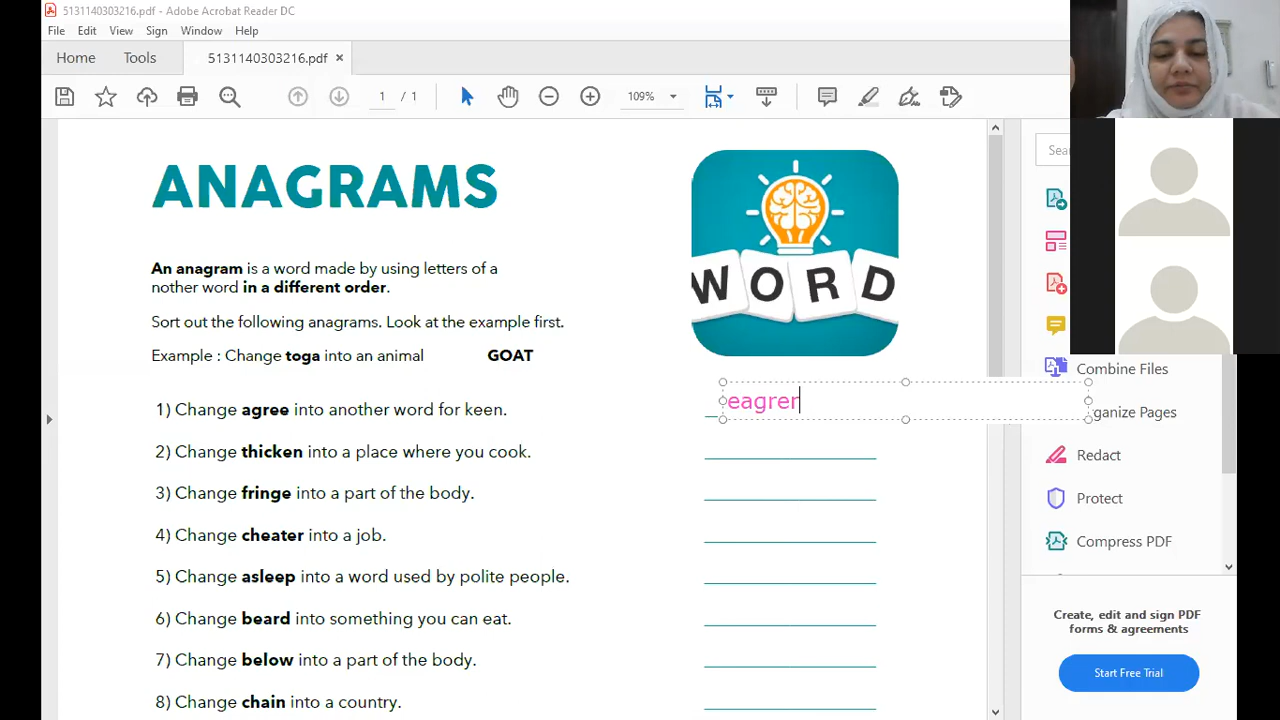 5131140303216.pdf - Adobe Acrobat Reader DC
File Edit View Sign Window Help
Home Tools 5131140303216.pdf ×
1 / 1 109%
ANAGRAMS
WORD
An anagram is a word made by using letters of a
nother word in a different order.
Sort out the following anagrams. Look at the example first.
Example : Change toga into an animal GOAT
1) Change agree into another word for keen. eagrer
2) Change thicken into a place where you cook.
3) Change fringe into a part of the body.
4) Change cheater into a job.
5) Change asleep into a word used by polite people.
6) Change beard into something you can eat.
7) Change below into a part of the body.
8) Change chain into a country.
Sear
Combine Files
rganize Pages
Redact
Protect
Compress PDF
Create, edit and sign PDF
forms & agreements
Start Free Trial